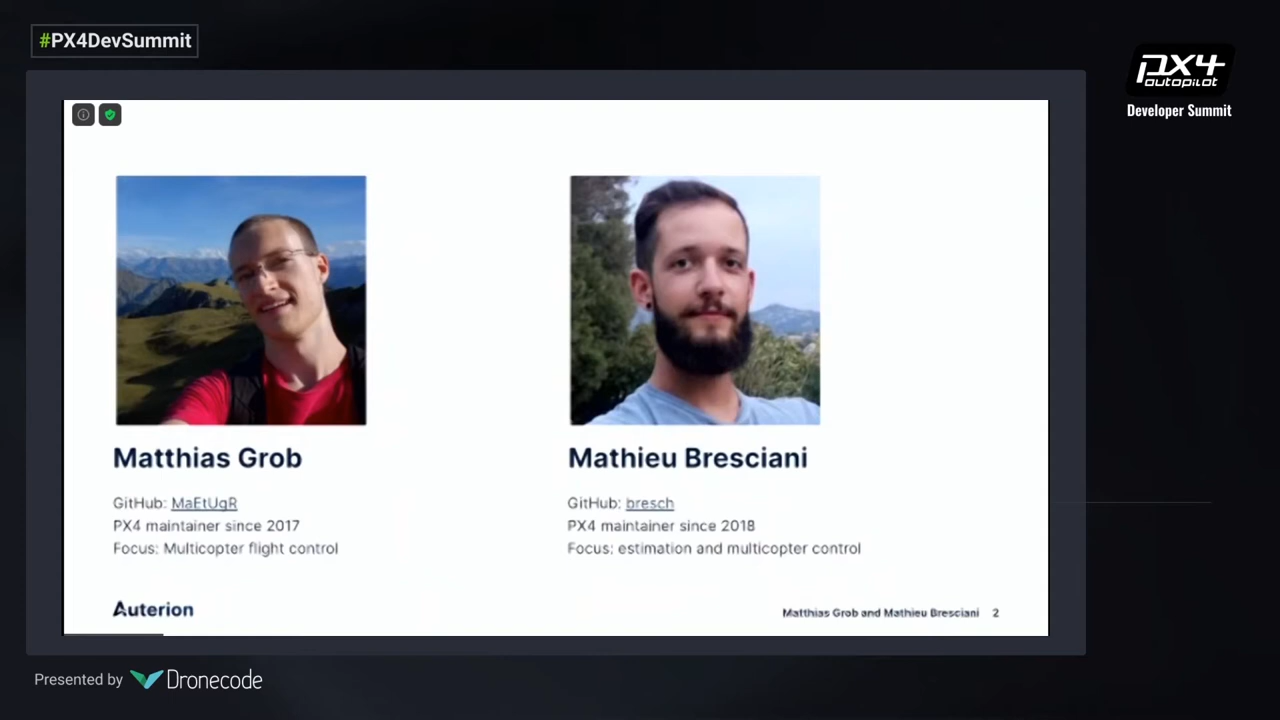 #PX4DevSummit
px4
autopilot
Developer Summit
Matthias Grob
GitHub: MaEtUgR
PX4 maintainer since 2017
Focus: Multicopter flight control
Mathieu Bresciani
GitHub: bresch
PX4 maintainer since 2018
Focus: estimation and multicopter control
Auterion
Matthias Grob and Mathieu Bresciani 2
Presented by Dronecode